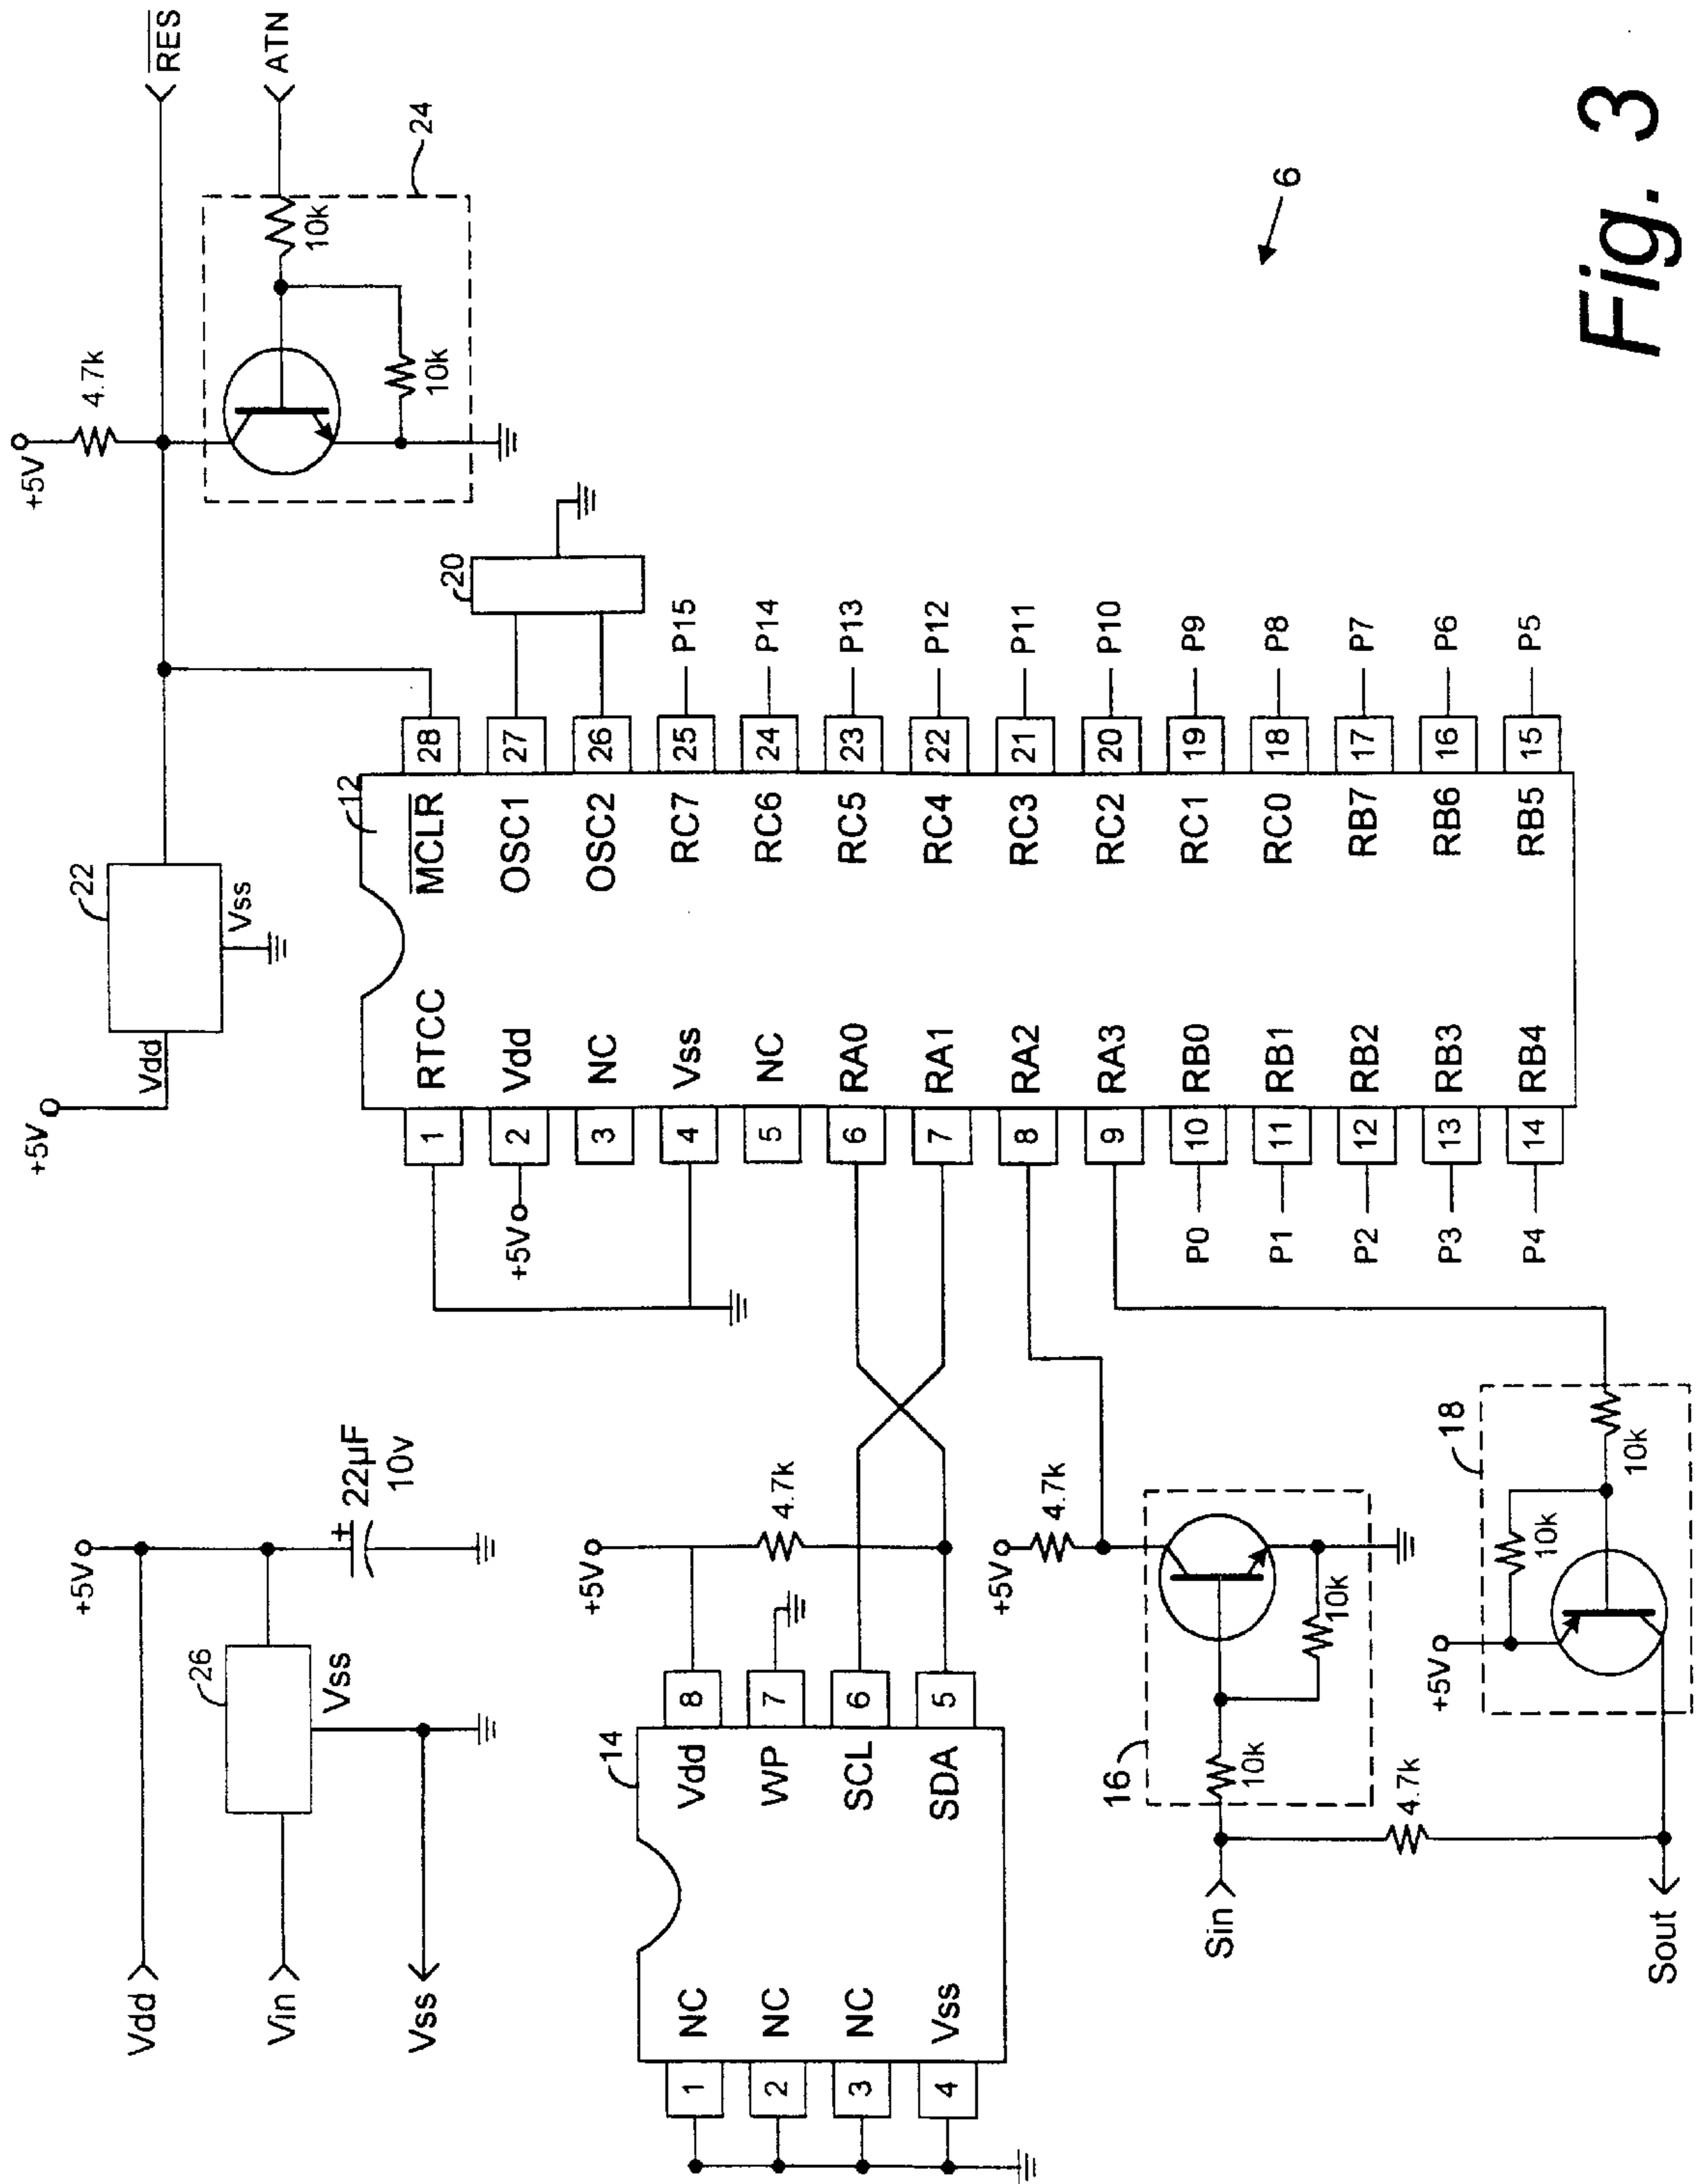 +5V
4.7k
RES
ATN
24
10k
10k
+5V
Vdd
22
Vss
20
12
1 RTCC
2 Vdd
3 NC
4 Vss
5 NC
6 RA0
7 RA1
8 RA2
9 RA3
10 RB0
11 RB1
12 RB2
13 RB3
14 RB4
MCLR 28
OSC1 27
OSC2 26
RC7 25 P15
RC6 24 P14
RC5 23 P13
RC4 22 P12
RC3 21 P11
RC2 20 P10
RC1 19 P9
RC0 18 P8
RB7 17 P7
RB6 16 P6
RB5 15 P5
+5V
P0
P1
P2
P3
P4
Vdd
Vin
Vss
26
Vss
+5V
22µF
10v
14
1 NC
2 NC
3 NC
4 Vss
Vdd 8
WP 7
SCL 6
SDA 5
+5V
4.7k
+5V
4.7k
16
10k
10k
Sin
4.7k
Sout
+5V
18
10k
10k
6
Fig. 3